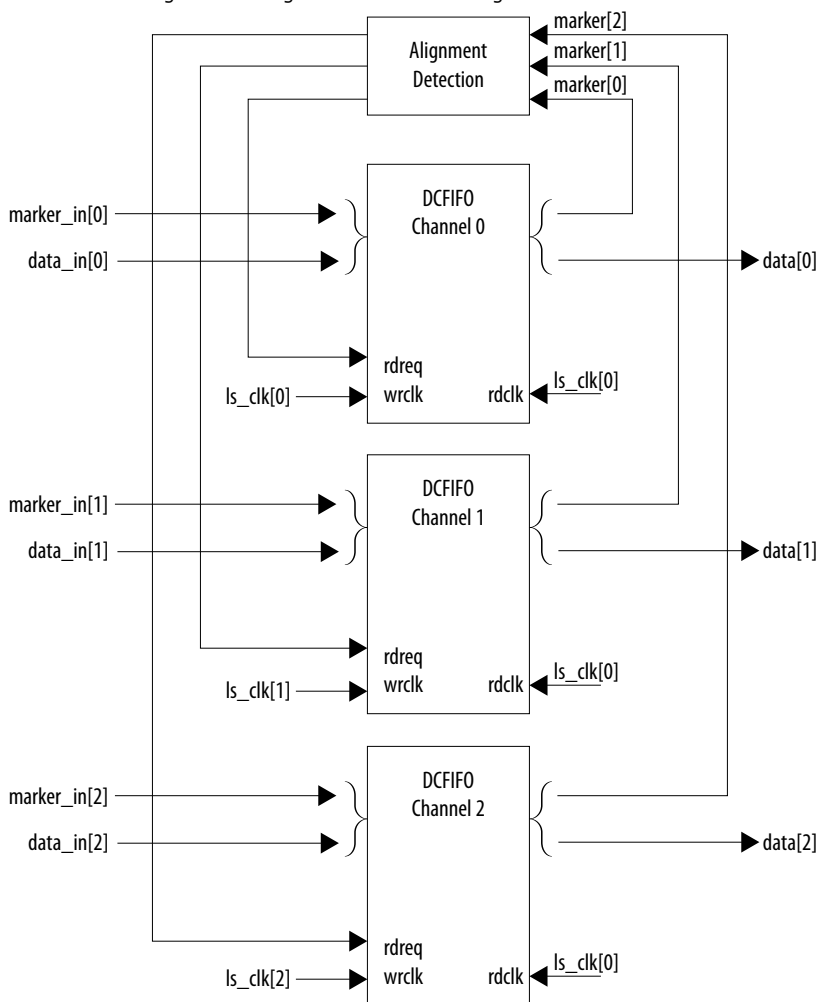 marker[2]
Alignment
Detection
marker[1]
marker[0]
DCFIFO
Channel 0
marker_in[0]
data_in[0]
data[0]
rdreq
ls_clk[0]
wrclk
rdclk
ls_clk[0]
DCFIFO
Channel 1
marker_in[1]
data_in[1]
data[1]
rdreq
ls_clk[1]
wrclk
rdclk
ls_clk[0]
DCFIFO
Channel 2
marker_in[2]
data_in[2]
data[2]
rdreq
ls_clk[2]
wrclk
rdclk
ls_clk[0]